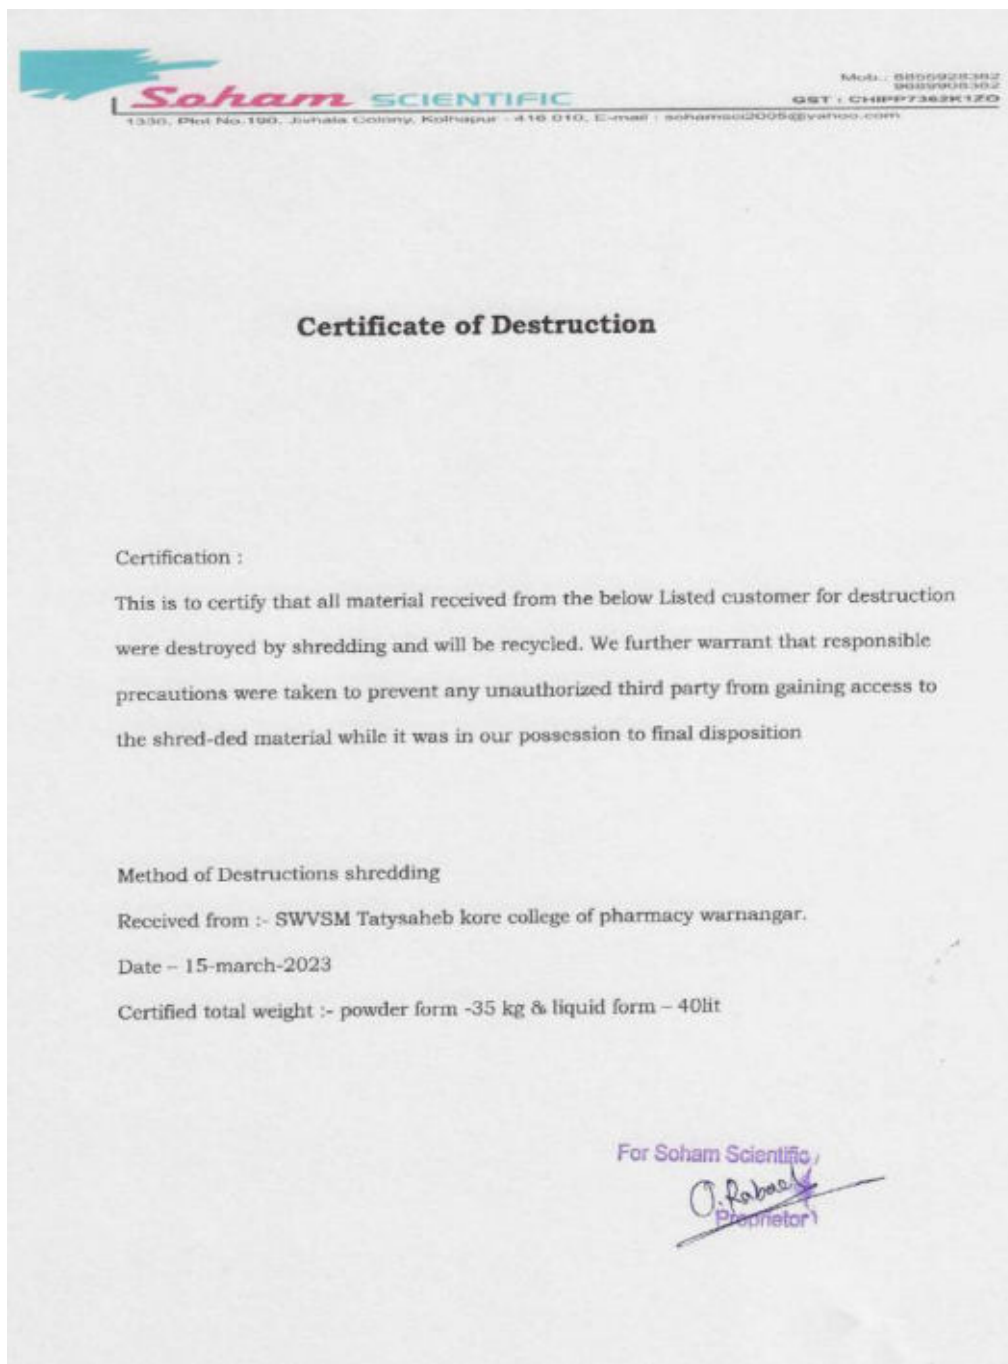 Soham SCIENTIFIC
Mob.: 8855928382
9689908382
GST : CHIPP7362K1ZO
1330, Plot No.190, Colony, Kolhapur - 416 010, E-mail : sohamsci2005@yahoo.com
Certificate of Destruction
Certification :
This is to certify that all material received from the below Listed customer for destruction
were destroyed by shredding and will be recycled. We further warrant that responsible
precautions were taken to prevent any unauthorized third party from gaining access to
the shred-ded material while it was in our possession to final disposition
Method of Destructions shredding
Received from :- SWVSM Tatysaheb kore college of pharmacy warnangar.
Date – 15-march-2023
Certified total weight :- powder form -35 kg & liquid form – 40lit
For Soham Scientific
Proprietor